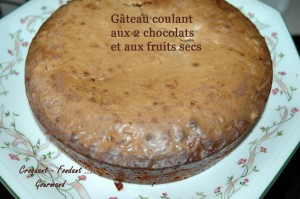 Gâteau coulant
aux 2 chocolats
et aux fruits secs
Croquant - Fondant ...
Gourmand